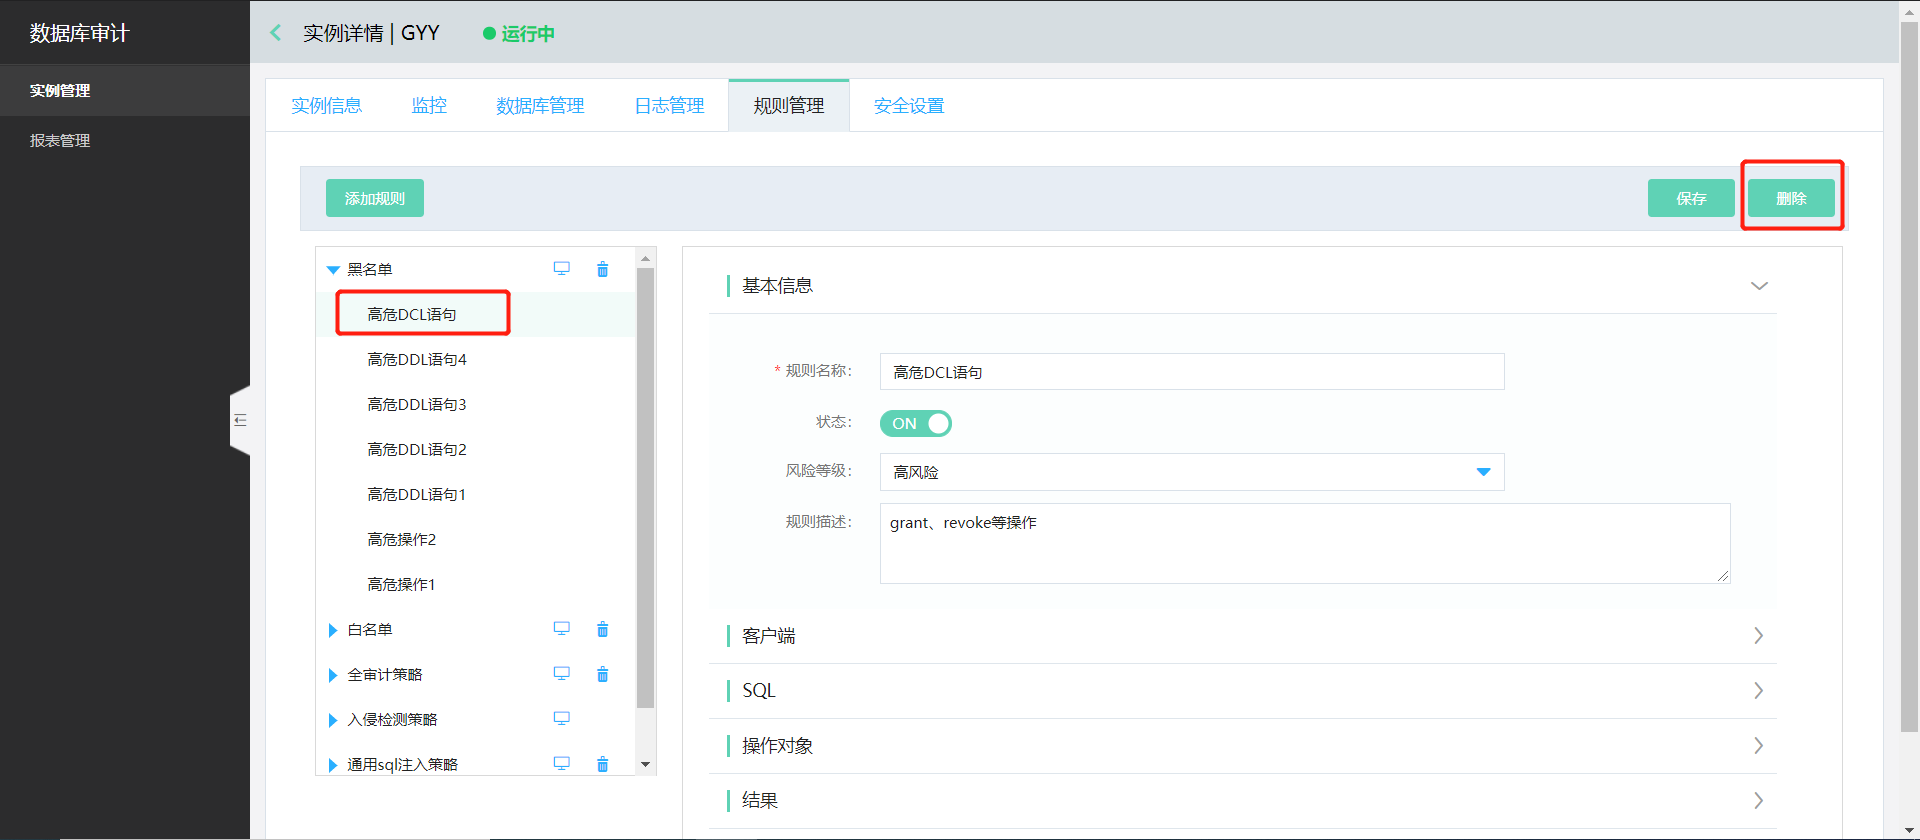 数据库审计
实例管理
报表管理
实例详情 | GYY
运行中
实例信息
监控
数据库管理
日志管理
规则管理
安全设置
添加规则
保存
删除
黑名单
高危DCL语句
高危DDL语句4
高危DDL语句3
高危DDL语句2
高危DDL语句1
高危操作2
高危操作1
白名单
全审计策略
入侵检测策略
通用sql注入策略
基本信息
* 规则名称：
高危DCL语句
状态：
ON
风险等级：
高风险
规则描述：
grant、revoke等操作
客户端
SQL
操作对象
结果